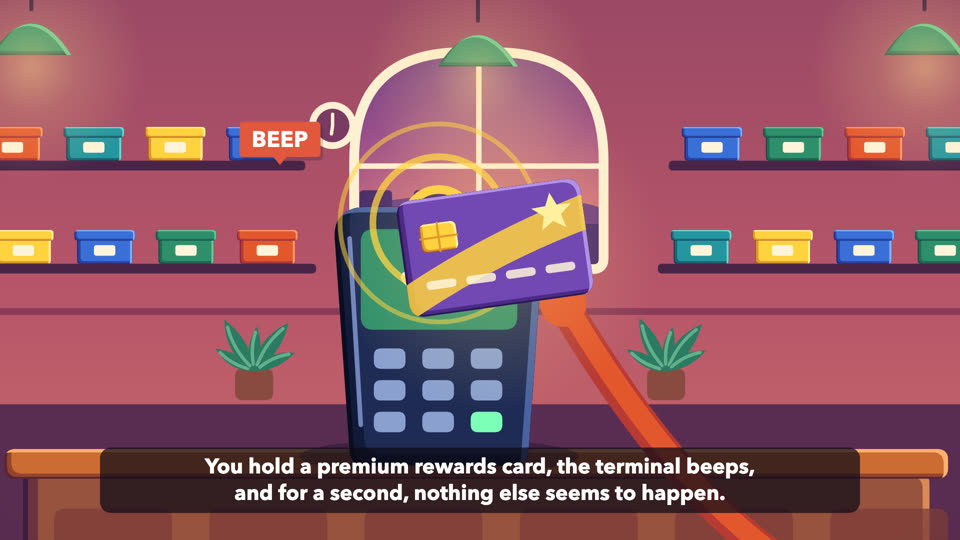 BEEP
You hold a premium rewards card, the terminal beeps,
and for a second, nothing else seems to happen.